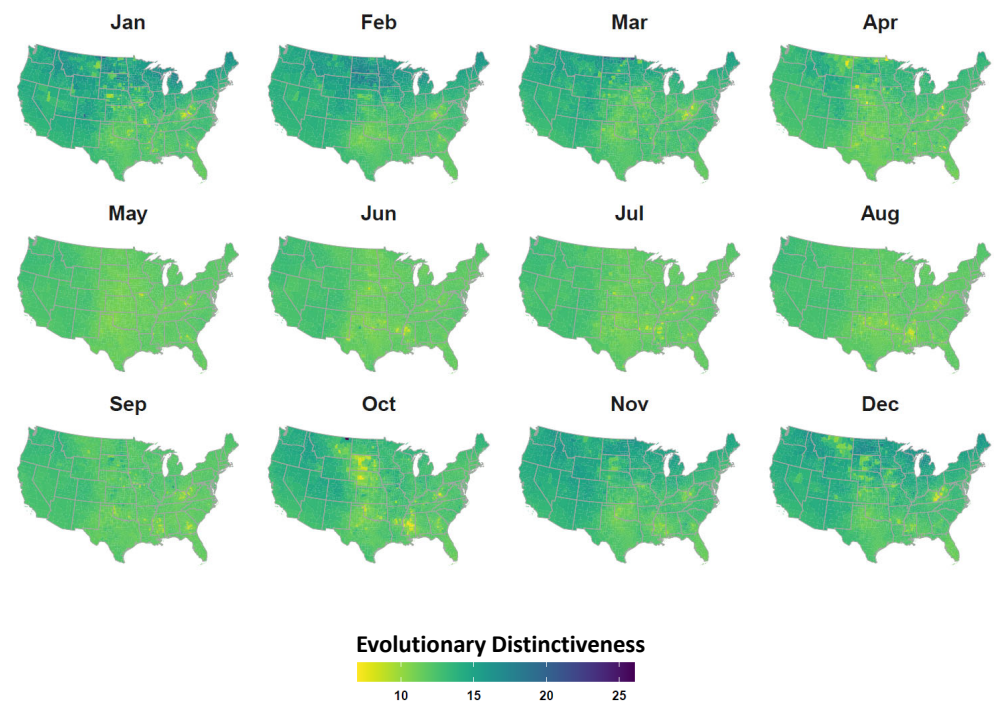 Jan Feb Mar Apr
May Jun Jul Aug
Sep Oct Nov Dec
Evolutionary Distinctiveness
10 15 20 25